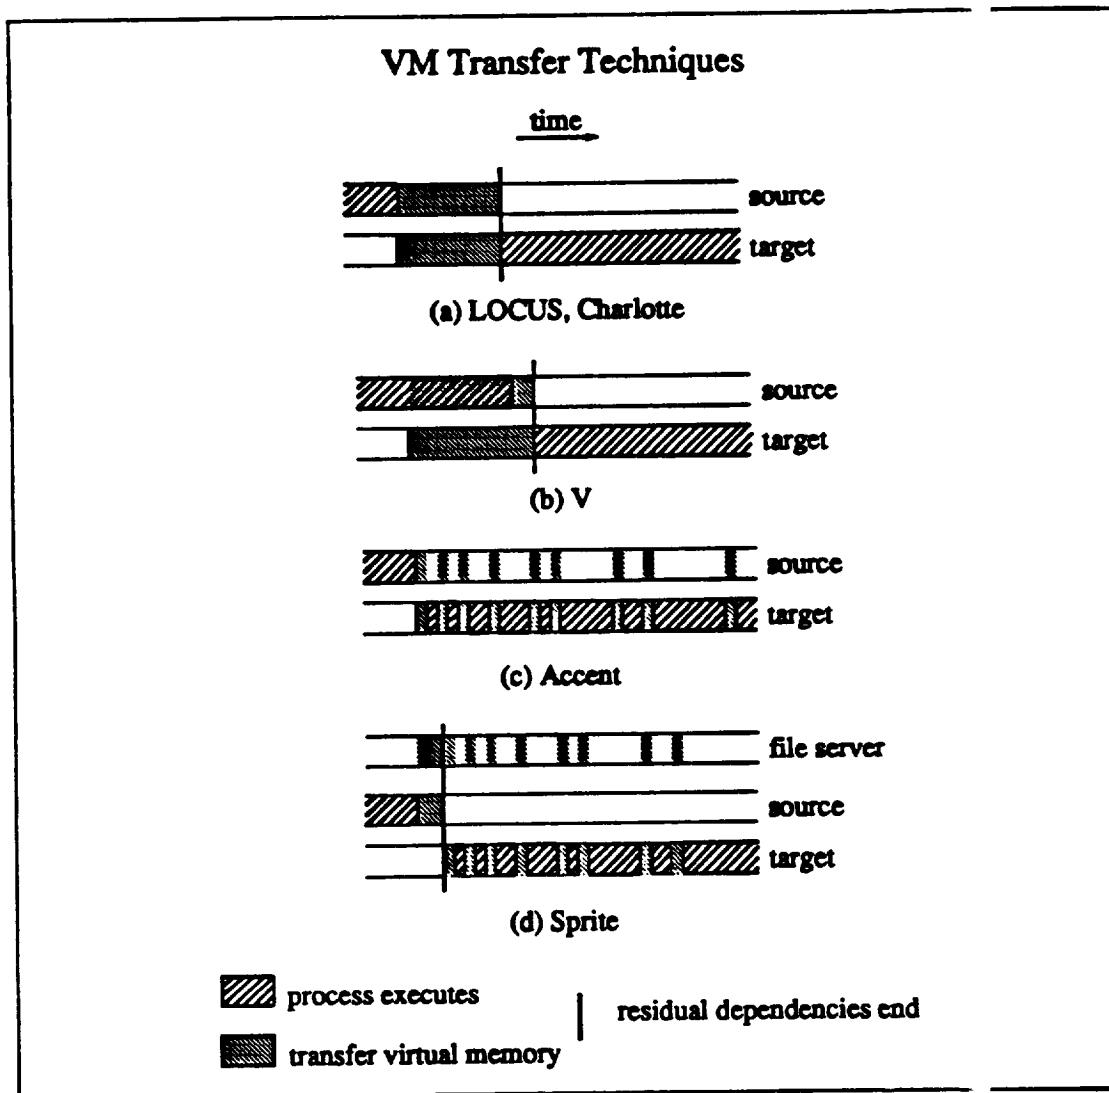 VM Transfer Techniques
time
source
target
(a) LOCUS, Charlotte
source
target
(b) V
source
target
(c) Accent
file server
source
target
(d) Sprite
process executes
residual dependencies end
transfer virtual memory